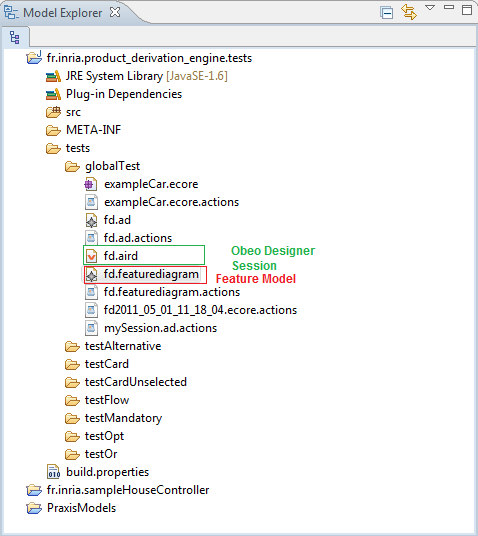 Model Explorer
fr.inria.product_derivation_engine.tests
JRE System Library [JavaSE-1.6]
Plug-in Dependencies
src
META-INF
tests
globalTest
exampleCar.ecore
exampleCar.ecore.actions
fd.ad
fd.ad.actions
fd.aird
Obeo Designer
Session
fd.featurediagram
Feature Model
fd.featurediagram.actions
fd2011_05_01_11_18_04.ecore.actions
mySession.ad.actions
testAlternative
testCard
testCardUnselected
testFlow
testMandatory
testOpt
testOr
build.properties
fr.inria.sampleHouseController
PraxisModels